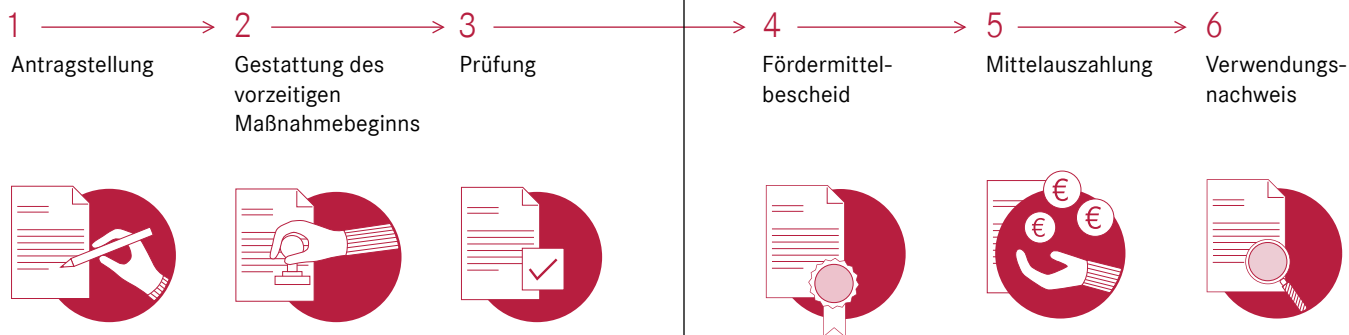 1
Antragstellung
2
Gestattung des
vorzeitigen
Maßnahmebeginns
3
Prüfung
4
Fördermittel-
bescheid
5
Mittelauszahlung
6
Verwendungs-
nachweis
€
€
€